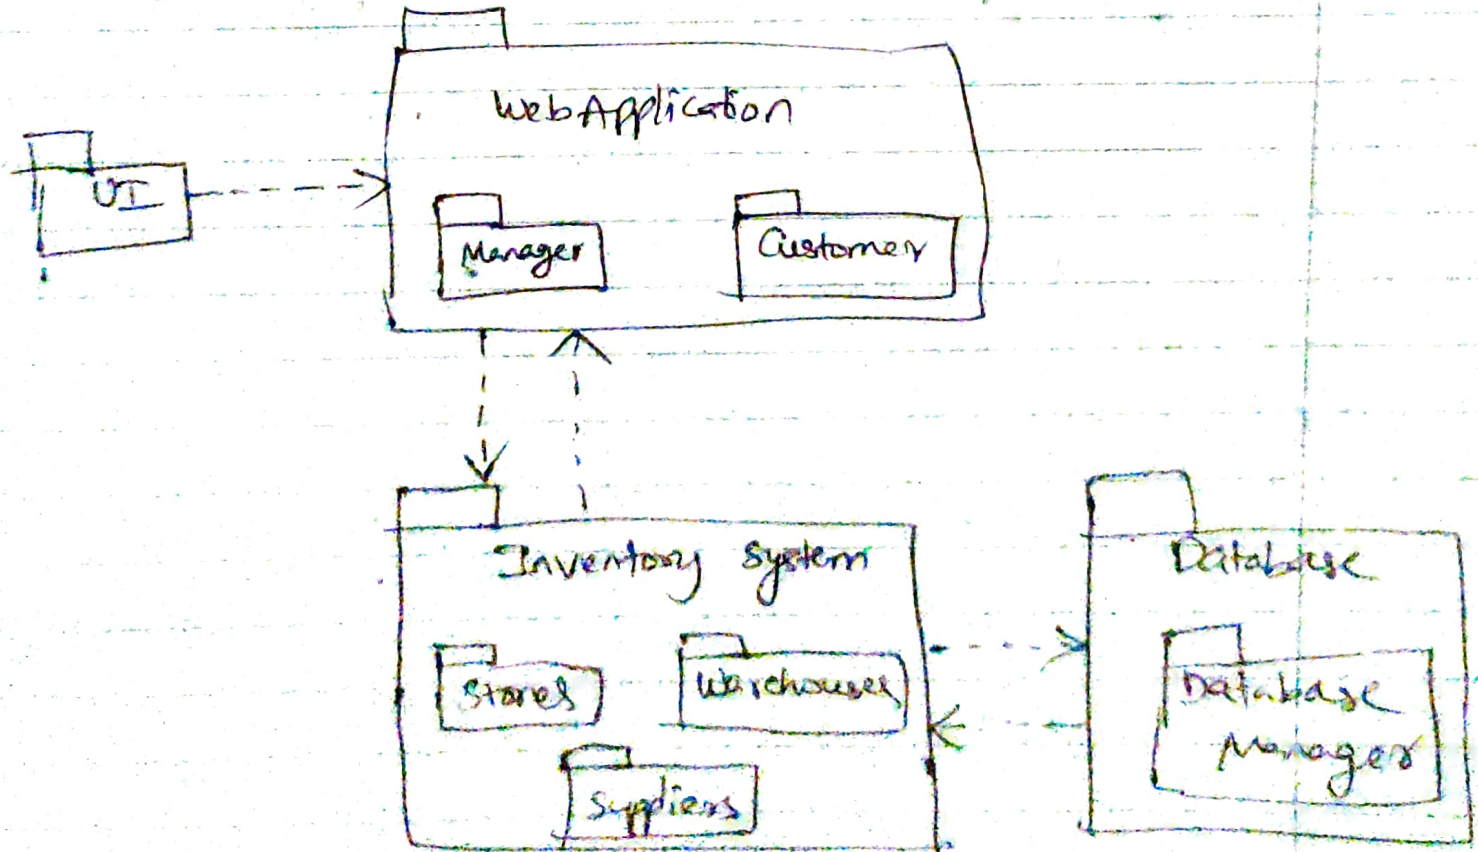 WebApplication
UI
Manager
Customer
Inventory system
Database
Stores
Warehouses
Database
Manager
Suppliers